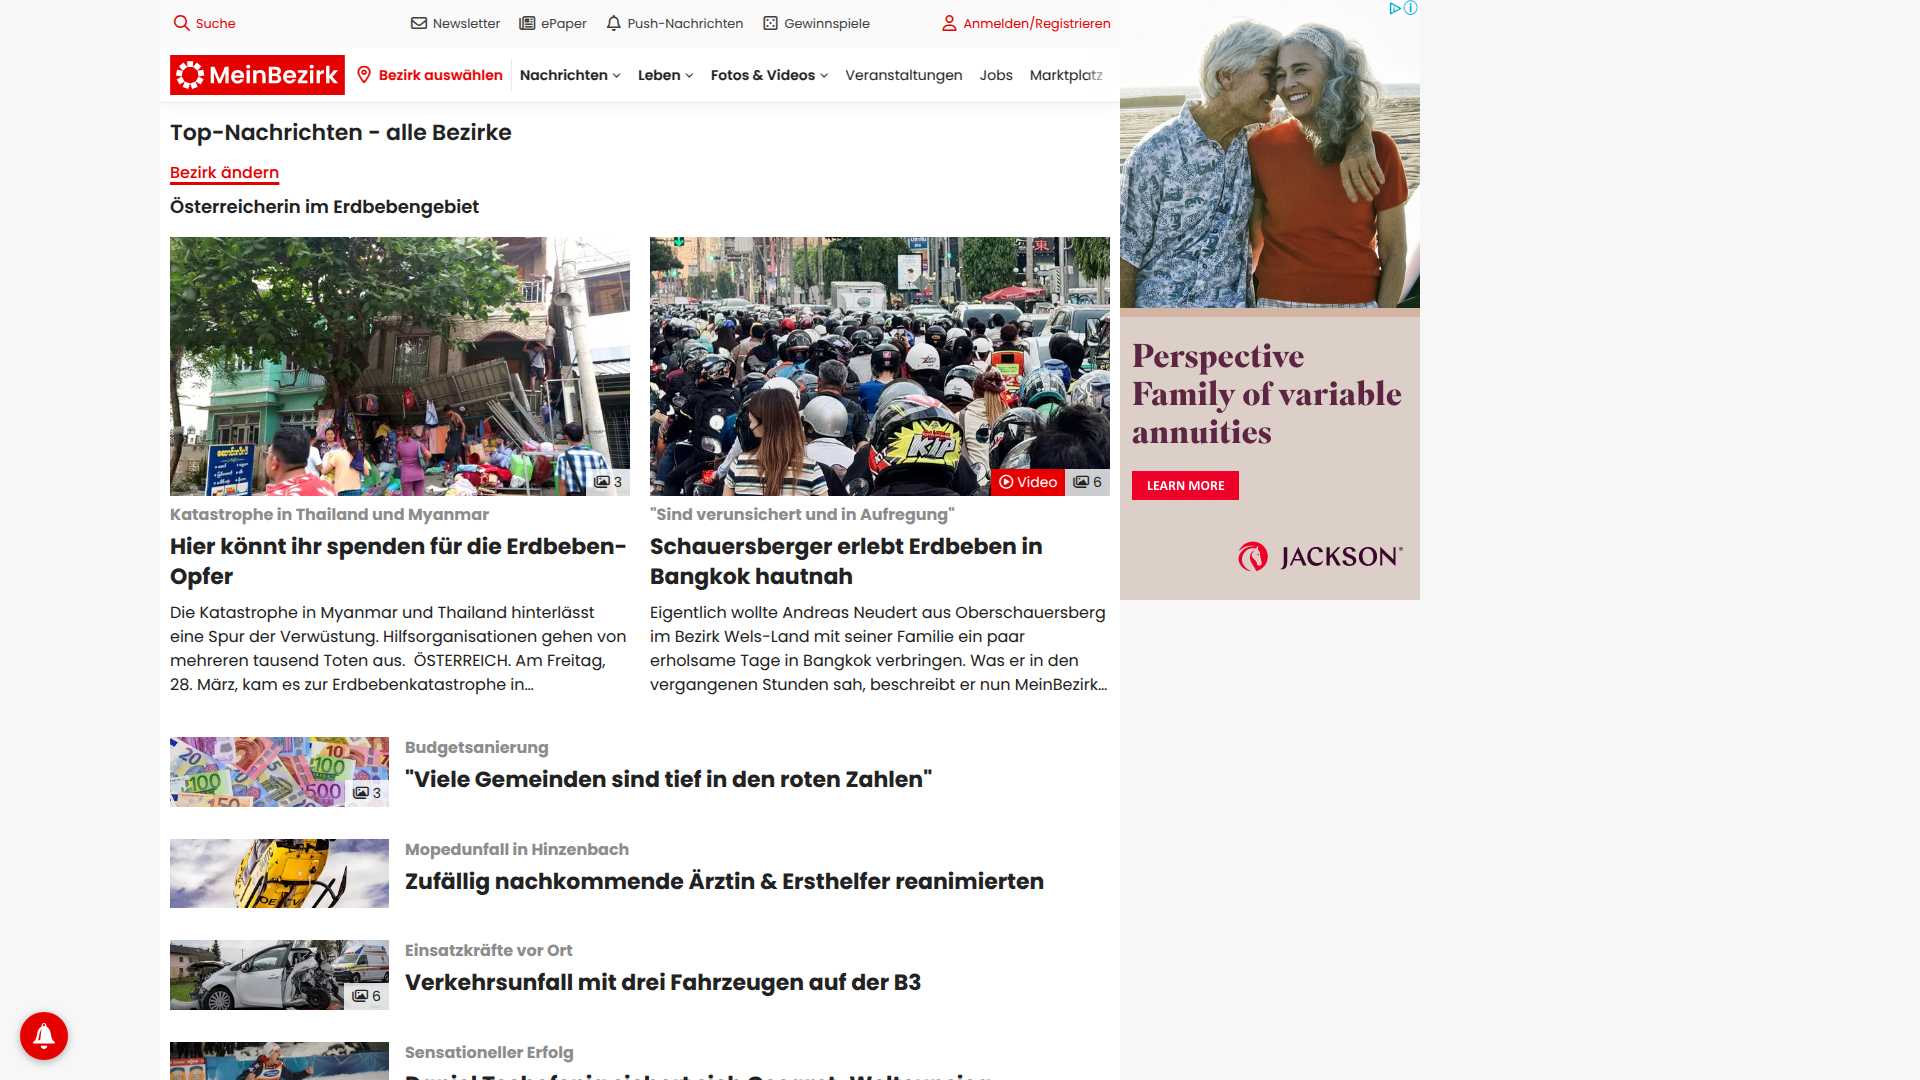 Suche
Newsletter
ePaper
Push-Nachrichten
Gewinnspiele
Anmelden/Registrieren
MeinBezirk
Bezirk auswählen
Nachrichten
Leben
Fotos & Videos
Veranstaltungen
Jobs
Marktplatz
Top-Nachrichten - alle Bezirke
Bezirk ändern
Österreicherin im Erdbebengebiet
3
KiP
Video
6
Katastrophe in Thailand und Myanmar
Hier könnt ihr spenden für die Erdbeben-
Opfer
Die Katastrophe in Myanmar und Thailand hinterlässt
eine Spur der Verwüstung. Hilfsorganisationen gehen von
mehreren tausend Toten aus.  ÖSTERREICH. Am Freitag,
28. März, kam es zur Erdbebenkatastrophe in...
"Sind verunsichert und in Aufregung"
Schauersberger erlebt Erdbeben in
Bangkok hautnah
Eigentlich wollte Andreas Neudert aus Oberschauersberg
im Bezirk Wels-Land mit seiner Familie ein paar
erholsame Tage in Bangkok verbringen. Was er in den
vergangenen Stunden sah, beschreibt er nun MeinBezirk...
3
Budgetsanierung
"Viele Gemeinden sind tief in den roten Zahlen"
Mopedunfall in Hinzenbach
Zufällig nachkommende Ärztin & Ersthelfer reanimierten
6
Einsatzkräfte vor Ort
Verkehrsunfall mit drei Fahrzeugen auf der B3
Sensationeller Erfolg
Perspective
Family of variable
annuities
LEARN MORE
JACKSON®